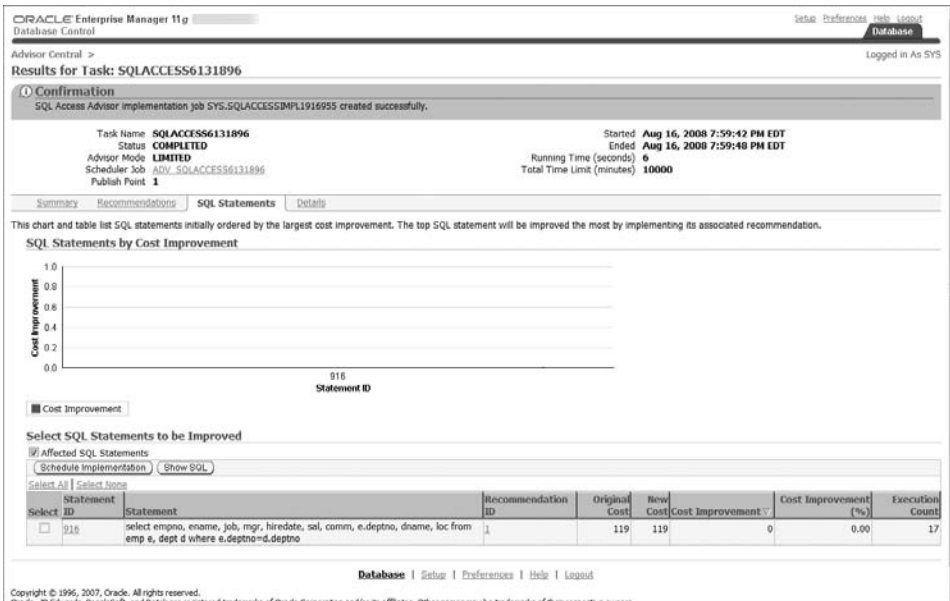 ORACLE Enterprise Manager 11g
Database Control
Setup Preferences Help Logout
Database
Advisor Central >
Logged in As SYS
Results for Task: SQLACCESS6131896
Confirmation
SQL Access Advisor implementation job SYS.SQLACCESSIMPL1916955 created successfully.
Task Name SQLACCESS6131896
Status COMPLETED
Advisor Mode LIMITED
Scheduler Job ADV_SQLACCESS6131896
Publish Point 1
Started Aug 16, 2008 7:59:42 PM EDT
Ended Aug 16, 2008 7:59:48 PM EDT
Running Time (seconds) 6
Total Time Limit (minutes) 10000
Summary Recommendations SQL Statements Details
This chart and table list SQL statements initially ordered by the largest cost improvement. The top SQL statement will be improved the most by implementing its associated recommendation.
SQL Statements by Cost Improvement
Cost Improvement
1.0
0.8
0.6
0.4
0.2
0.0
916
Statement ID
Cost Improvement
Select SQL Statements to be Improved
Affected SQL Statements
Schedule Implementation Show SQL
Select All | Select None
Select Statement ID Statement Recommendation ID Original Cost New Cost Cost Improvement Cost Improvement (%) Execution Count
916 select empno, ename, job, mgr, hiredate, sal, comm, e.deptno, dname, loc from 1 119 119 0 0.00 17
emp e, dept d where e.deptno=d.deptno
Database | Setup | Preferences | Help | Logout
Copyright © 1996, 2007, Oracle. All rights reserved.